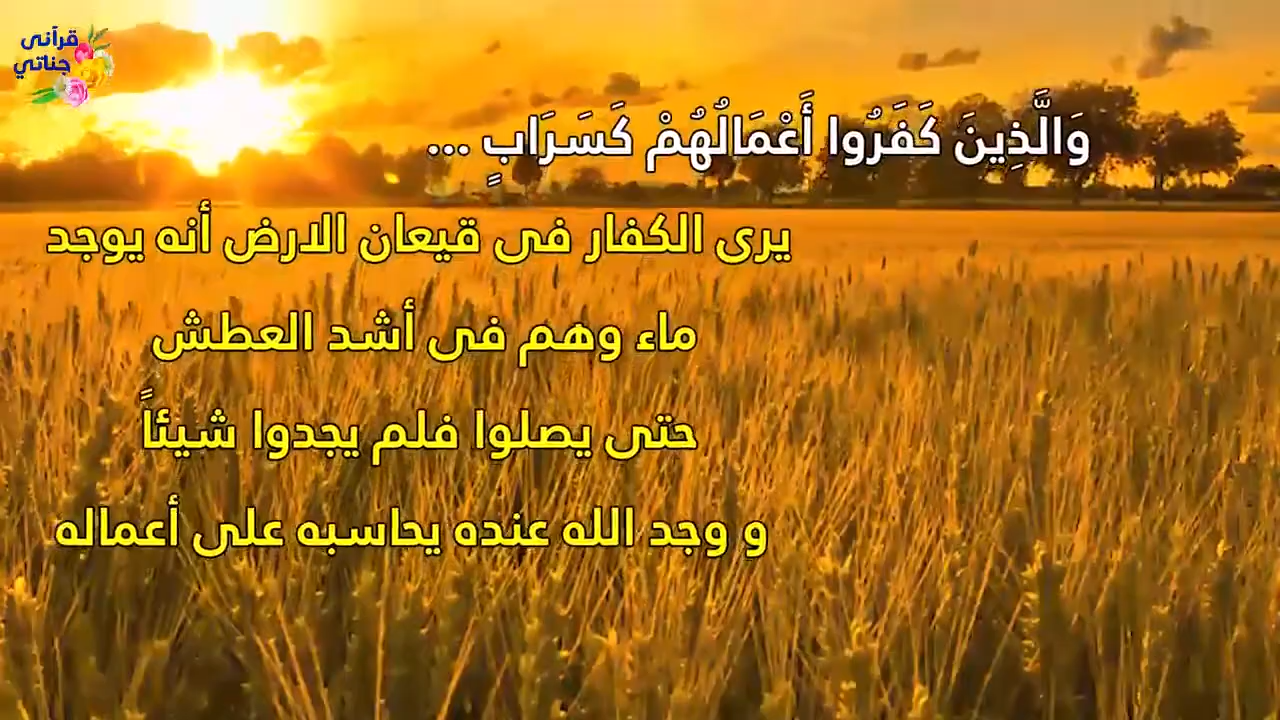 قرآنى
جناتي
وَالَّذِينَ كَفَرُوا أَعْمَالُهُمْ كَسَرَابٍ ...
يرى الكفار فى قيعان الارض أنه يوجد
ماء وهم فى أشد العطش
حتى يصلوا فلم يجدوا شيئاً
و وجد الله عنده يحاسبه على أعماله